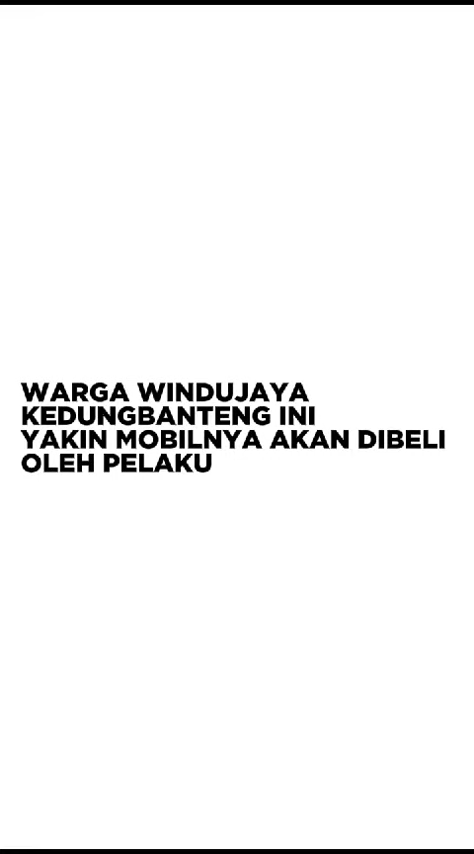 WARGA WINDUJAYA
KEDUNGBANTENG INI
YAKIN MOBILNYA AKAN DIBELI
OLEH PELAKU